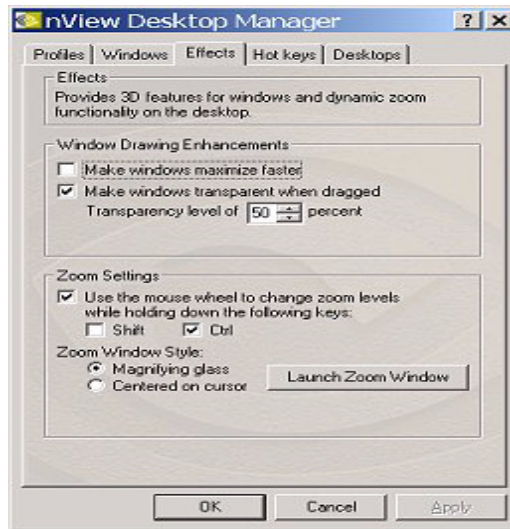 nView Desktop Manager
Profiles
Windows
Effects
Hot keys
Desktops
Effects
Provides 3D features for windows and dynamic zoom
functionality on the desktop.
Window Drawing Enhancements
Make windows maximize faster
Make windows transparent when dragged
Transparency level of 50 percent
Zoom Settings
Use the mouse wheel to change zoom levels
while holding down the following keys:
Shift Ctrl
Zoom Window Style:
Magnifying glass
Centered on cursor
Launch Zoom Window
OK Cancel Apply